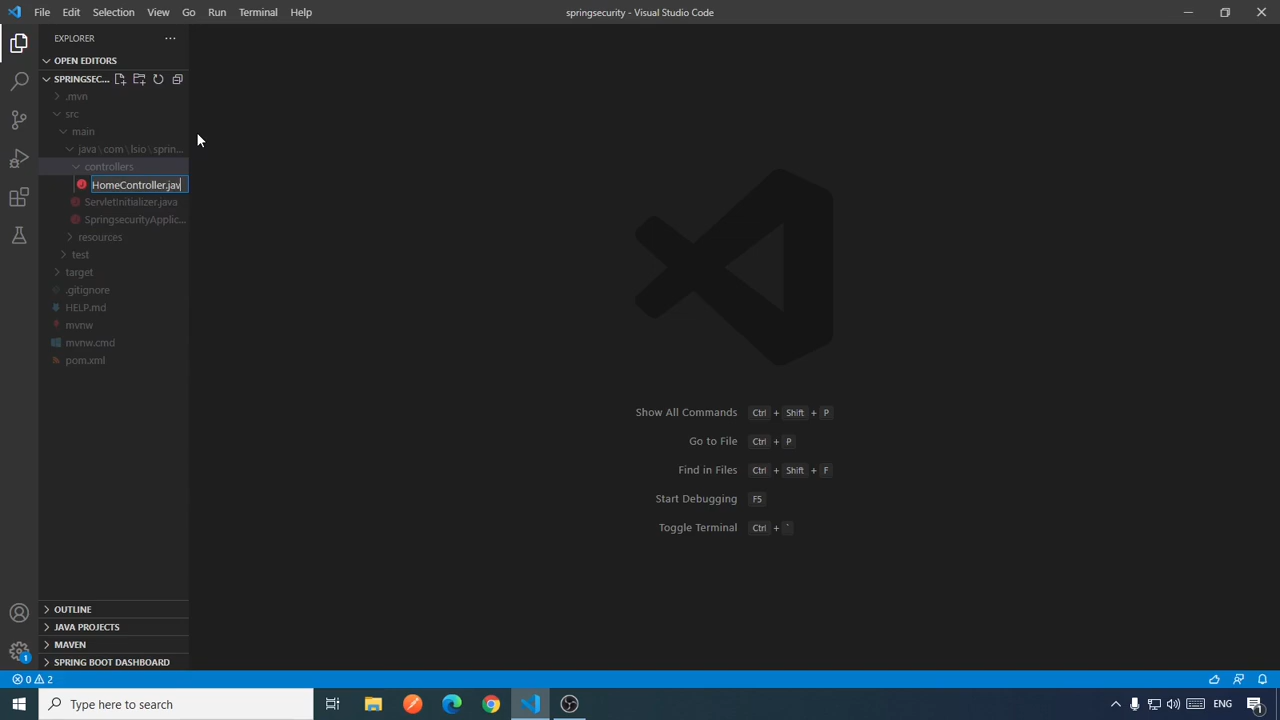 File Edit Selection View Go Run Terminal Help springsecurity - Visual Studio Code
EXPLORER
OPEN EDITORS
SPRINGSEC...
.mvn
src
main
java \ com \ lsio \ sprin...
controllers
HomeController.jav
ServletInitializer.java
SpringsecurityApplic...
resources
test
target
.gitignore
HELP.md
mvnw
mvnw.cmd
pom.xml
Show All Commands Ctrl + Shift + P
Go to File Ctrl + P
Find in Files Ctrl + Shift + F
Start Debugging F5
Toggle Terminal Ctrl + `
OUTLINE
JAVA PROJECTS
MAVEN
SPRING BOOT DASHBOARD
1
0 2
Type here to search
ENG
1